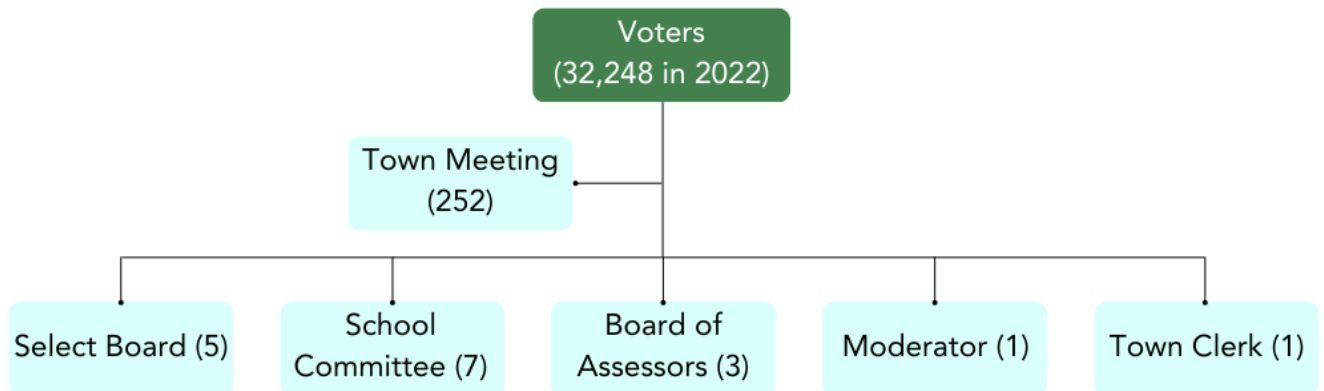 Voters
(32,248 in 2022)
Town Meeting
(252)
Select Board (5)
School
Committee (7)
Board of
Assessors (3)
Moderator (1)
Town Clerk (1)